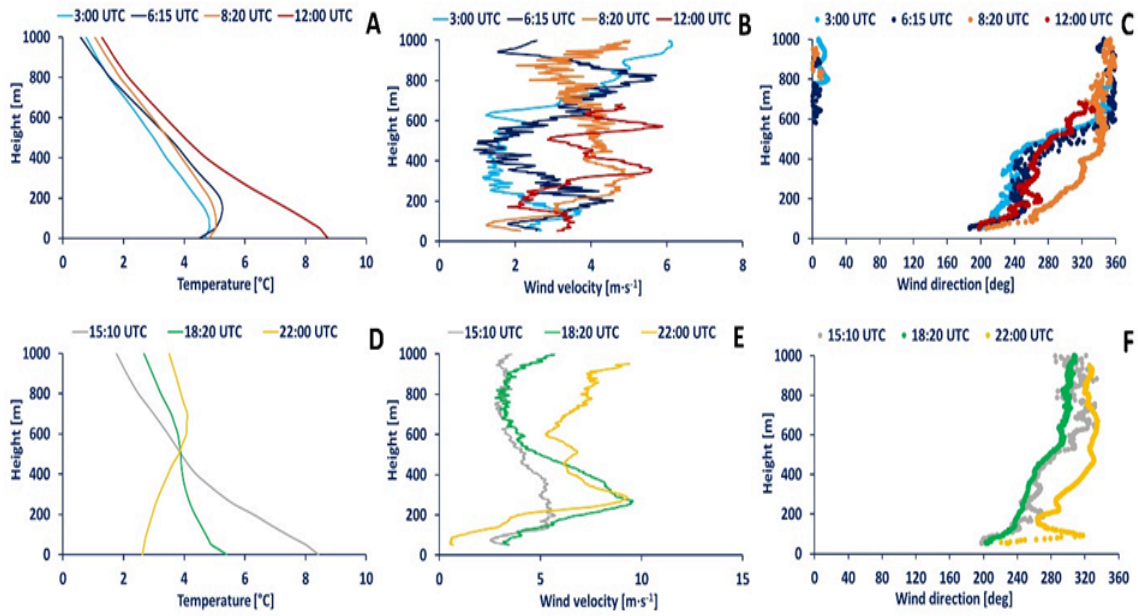 3:00 UTC 6:15 UTC 8:20 UTC 12:00 UTC A
1000
800
600
400
200
0
Height [m]
0 2 4 6 8 10
Temperature [°C]
3:00 UTC 6:15 UTC 8:20 UTC 12:00 UTC
B
1000
800
600
400
200
0
Height [m]
0 2 4 6 8
Wind velocity [m·s⁻¹]
3:00 UTC 6:15 UTC 8:20 UTC 12:00 UTC
C
1000
800
600
400
200
0
Height [m]
0 40 80 120 160 200 240 280 320 360
Wind direction [deg]
15:10 UTC 18:20 UTC 22:00 UTC
D
1000
800
600
400
200
0
Height [m]
0 2 4 6 8 10
Temperature [°C]
15:10 UTC 18:20 UTC 22:00 UTC
E
1000
800
600
400
200
0
Height [m]
0 5 10 15
Wind velocity [m·s⁻¹]
15:10 UTC 18:20 UTC 22:00 UTC
F
1000
800
600
400
200
0
Height [m]
0 40 80 120 160 200 240 280 320 360
Wind direction [deg]